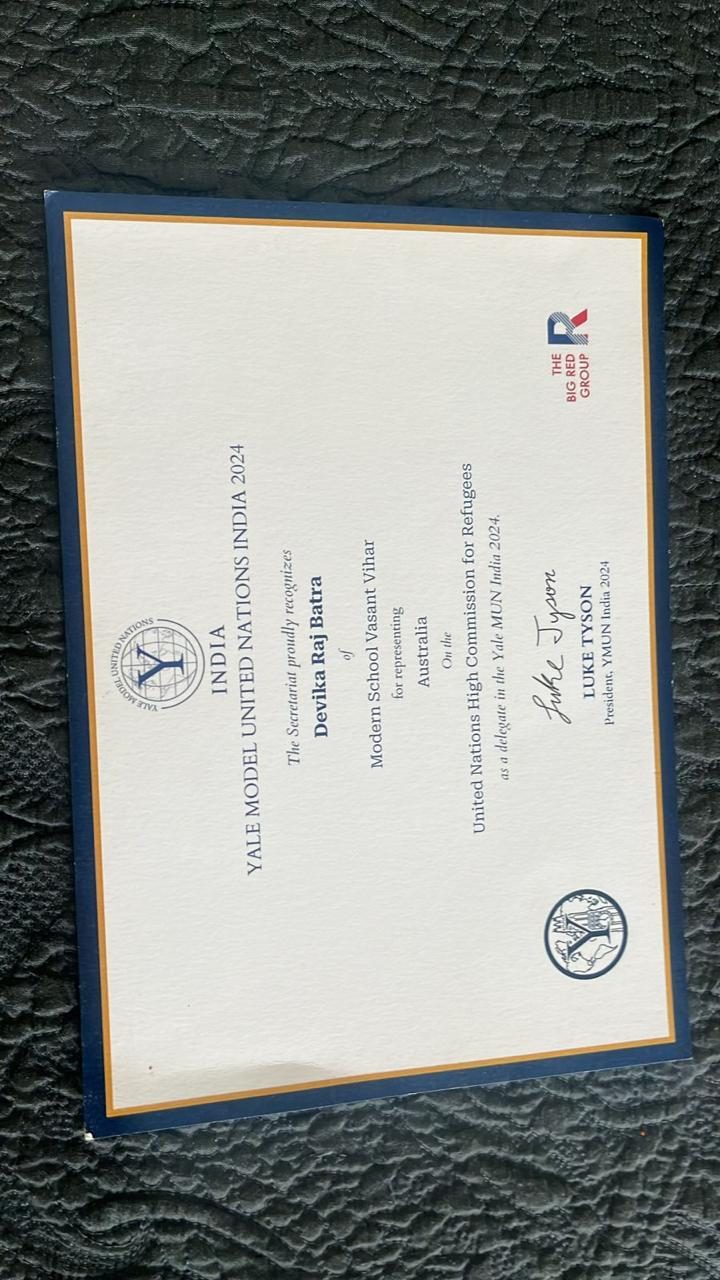 YALE MODEL UNITED NATIONS
Y
INDIA
YALE MODEL UNITED NATIONS INDIA 2024
The Secretariat proudly recognizes
Devika Raj Batra
of
Modern School Vasant Vihar
for representing
Australia
On the
United Nations High Commission for Refugees
as a delegate in the Yale MUN India 2024.
Luke Tyson
LUKE TYSON
President, YMUN India 2024
Y
THE
BIG RED
GROUP
R